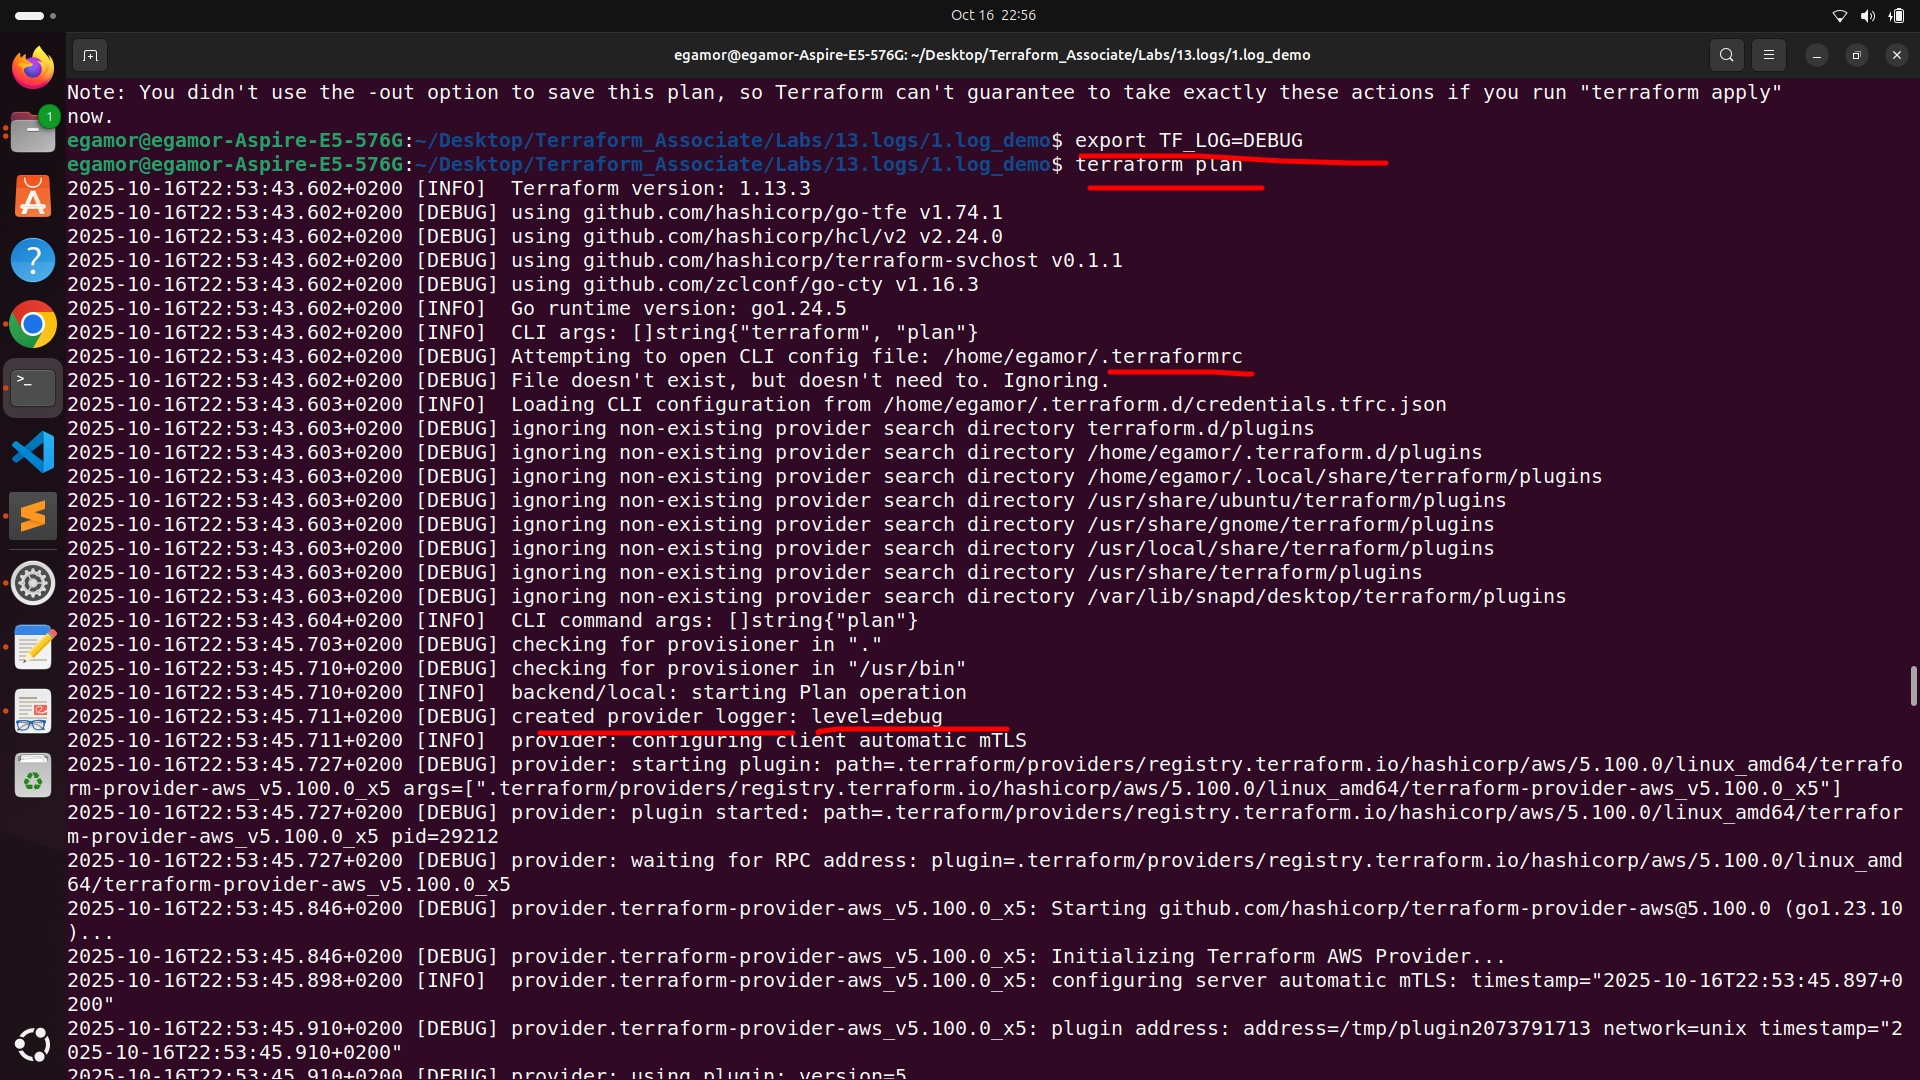 Oct 16 22:56
egamor@egamor-Aspire-E5-576G: ~/Desktop/Terraform_Associate/Labs/13.logs/1.log_demo
1
Note: You didn't use the -out option to save this plan, so Terraform can't guarantee to take exactly these actions if you run "terraform apply"
now.
egamor@egamor-Aspire-E5-576G:~/Desktop/Terraform_Associate/Labs/13.logs/1.log_demo$ export TF_LOG=DEBUG
egamor@egamor-Aspire-E5-576G:~/Desktop/Terraform_Associate/Labs/13.logs/1.log_demo$ terraform plan
2025-10-16T22:53:43.602+0200 [INFO]  Terraform version: 1.13.3
2025-10-16T22:53:43.602+0200 [DEBUG] using github.com/hashicorp/go-tfe v1.74.1
2025-10-16T22:53:43.602+0200 [DEBUG] using github.com/hashicorp/hcl/v2 v2.24.0
2025-10-16T22:53:43.602+0200 [DEBUG] using github.com/hashicorp/terraform-svchost v0.1.1
2025-10-16T22:53:43.602+0200 [DEBUG] using github.com/zclconf/go-cty v1.16.3
2025-10-16T22:53:43.602+0200 [INFO]  Go runtime version: go1.24.5
2025-10-16T22:53:43.602+0200 [INFO]  CLI args: []string{"terraform", "plan"}
2025-10-16T22:53:43.602+0200 [DEBUG] Attempting to open CLI config file: /home/egamor/.terraformrc
2025-10-16T22:53:43.602+0200 [DEBUG] File doesn't exist, but doesn't need to. Ignoring.
2025-10-16T22:53:43.603+0200 [INFO]  Loading CLI configuration from /home/egamor/.terraform.d/credentials.tfrc.json
2025-10-16T22:53:43.603+0200 [DEBUG] ignoring non-existing provider search directory terraform.d/plugins
2025-10-16T22:53:43.603+0200 [DEBUG] ignoring non-existing provider search directory /home/egamor/.terraform.d/plugins
2025-10-16T22:53:43.603+0200 [DEBUG] ignoring non-existing provider search directory /home/egamor/.local/share/terraform/plugins
2025-10-16T22:53:43.603+0200 [DEBUG] ignoring non-existing provider search directory /usr/share/ubuntu/terraform/plugins
2025-10-16T22:53:43.603+0200 [DEBUG] ignoring non-existing provider search directory /usr/share/gnome/terraform/plugins
2025-10-16T22:53:43.603+0200 [DEBUG] ignoring non-existing provider search directory /usr/local/share/terraform/plugins
2025-10-16T22:53:43.603+0200 [DEBUG] ignoring non-existing provider search directory /usr/share/terraform/plugins
2025-10-16T22:53:43.603+0200 [DEBUG] ignoring non-existing provider search directory /var/lib/snapd/desktop/terraform/plugins
2025-10-16T22:53:43.604+0200 [INFO]  CLI command args: []string{"plan"}
2025-10-16T22:53:45.703+0200 [DEBUG] checking for provisioner in "."
2025-10-16T22:53:45.710+0200 [DEBUG] checking for provisioner in "/usr/bin"
2025-10-16T22:53:45.710+0200 [INFO]  backend/local: starting Plan operation
2025-10-16T22:53:45.711+0200 [DEBUG] created provider logger: level=debug
2025-10-16T22:53:45.711+0200 [INFO]  provider: configuring client automatic mTLS
2025-10-16T22:53:45.727+0200 [DEBUG] provider: starting plugin: path=.terraform/providers/registry.terraform.io/hashicorp/aws/5.100.0/linux_amd64/terrafo
rm-provider-aws_v5.100.0_x5 args=[".terraform/providers/registry.terraform.io/hashicorp/aws/5.100.0/linux_amd64/terraform-provider-aws_v5.100.0_x5"]
2025-10-16T22:53:45.727+0200 [DEBUG] provider: plugin started: path=.terraform/providers/registry.terraform.io/hashicorp/aws/5.100.0/linux_amd64/terrafor
m-provider-aws_v5.100.0_x5 pid=29212
2025-10-16T22:53:45.727+0200 [DEBUG] provider: waiting for RPC address: plugin=.terraform/providers/registry.terraform.io/hashicorp/aws/5.100.0/linux_amd
64/terraform-provider-aws_v5.100.0_x5
2025-10-16T22:53:45.846+0200 [DEBUG] provider.terraform-provider-aws_v5.100.0_x5: Starting github.com/hashicorp/terraform-provider-aws@5.100.0 (go1.23.10
)...
2025-10-16T22:53:45.846+0200 [DEBUG] provider.terraform-provider-aws_v5.100.0_x5: Initializing Terraform AWS Provider...
2025-10-16T22:53:45.898+0200 [INFO]  provider.terraform-provider-aws_v5.100.0_x5: configuring server automatic mTLS: timestamp="2025-10-16T22:53:45.897+0
200"
2025-10-16T22:53:45.910+0200 [DEBUG] provider.terraform-provider-aws_v5.100.0_x5: plugin address: address=/tmp/plugin2073791713 network=unix timestamp="2
025-10-16T22:53:45.910+0200"
2025-10-16T22:53:45.910+0200 [DEBUG] provider: using plugin: version=5